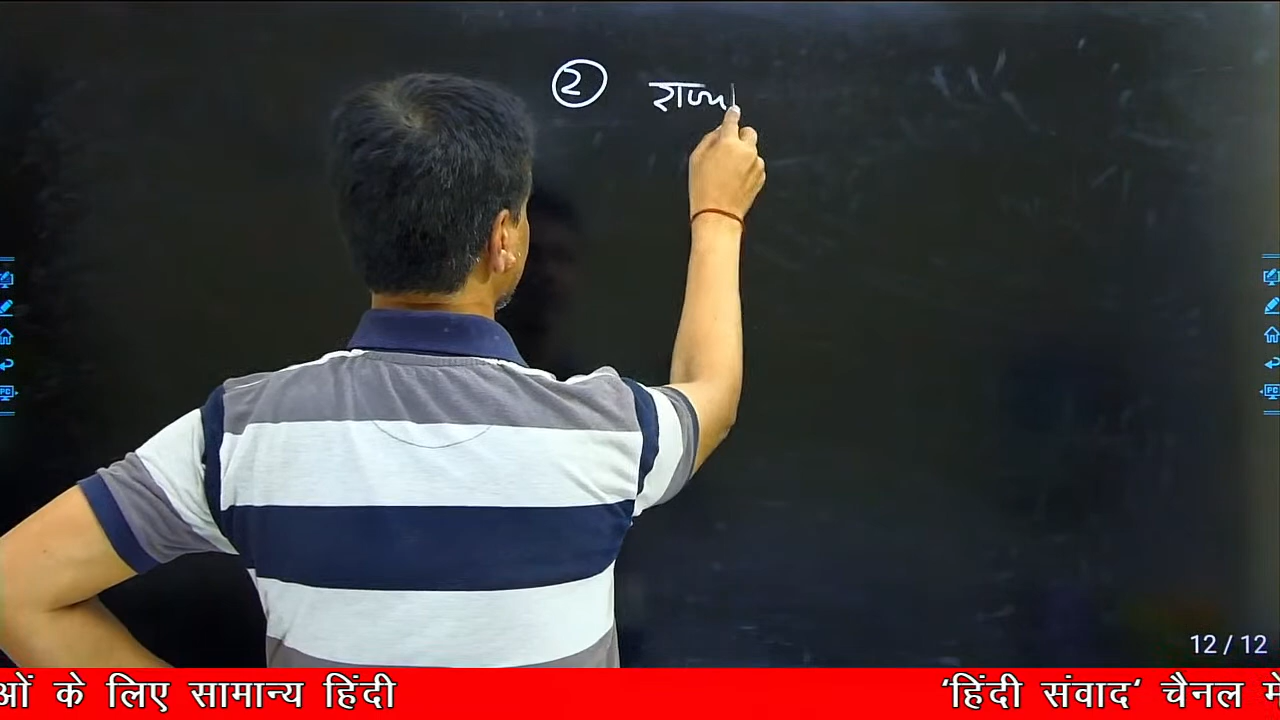 2 राज्य
12 / 12
ओं के लिए सामान्य हिंदी
‘हिंदी संवाद‘ चैनल में